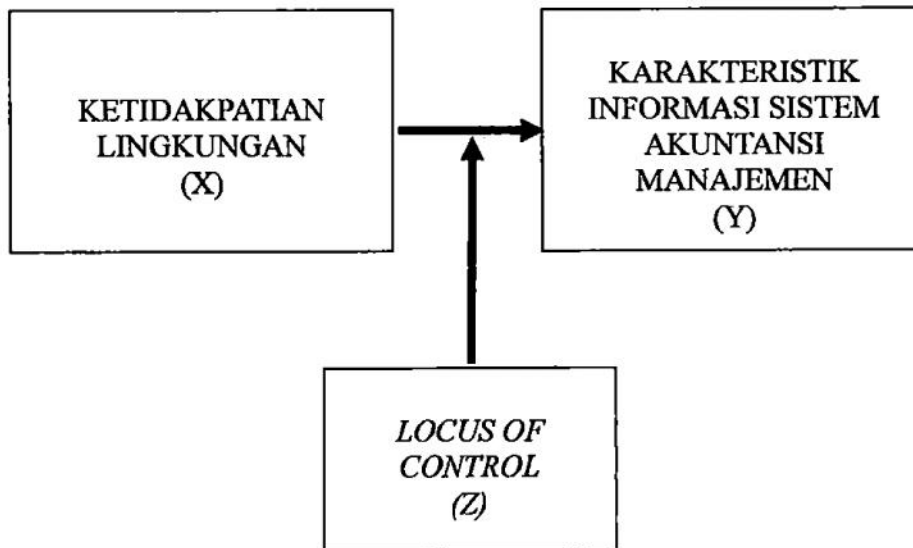 KETIDAKPATIAN
LINGKUNGAN
(X)
KARAKTERISTIK
INFORMASI SISTEM
AKUNTANSI
MANAJEMEN
(Y)
LOCUS OF
CONTROL
(Z)